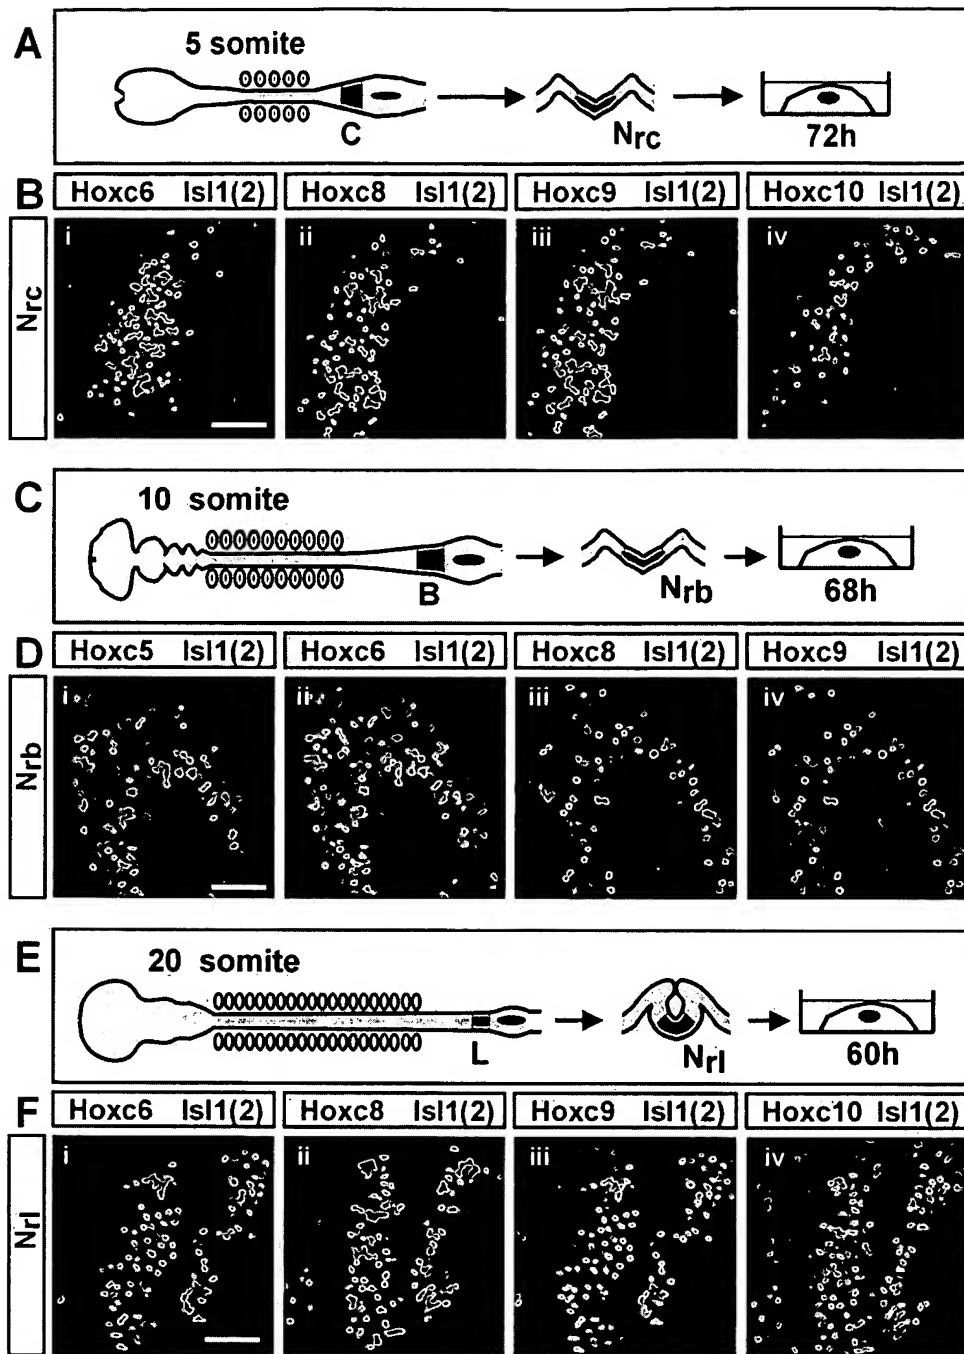 A
5 somite
C
Nrc
72h
B
Hoxc6 Isl1(2)
Hoxc8 Isl1(2)
Hoxc9 Isl1(2)
Hoxc10 Isl1(2)
Nrc
i
ii
iii
iv
C
10 somite
B
Nrb
68h
D
Hoxc5 Isl1(2)
Hoxc6 Isl1(2)
Hoxc8 Isl1(2)
Hoxc9 Isl1(2)
Nrb
i
ii
iii
iv
E
20 somite
L
Nrl
60h
F
Hoxc6 Isl1(2)
Hoxc8 Isl1(2)
Hoxc9 Isl1(2)
Hoxc10 Isl1(2)
Nrl
i
ii
iii
iv